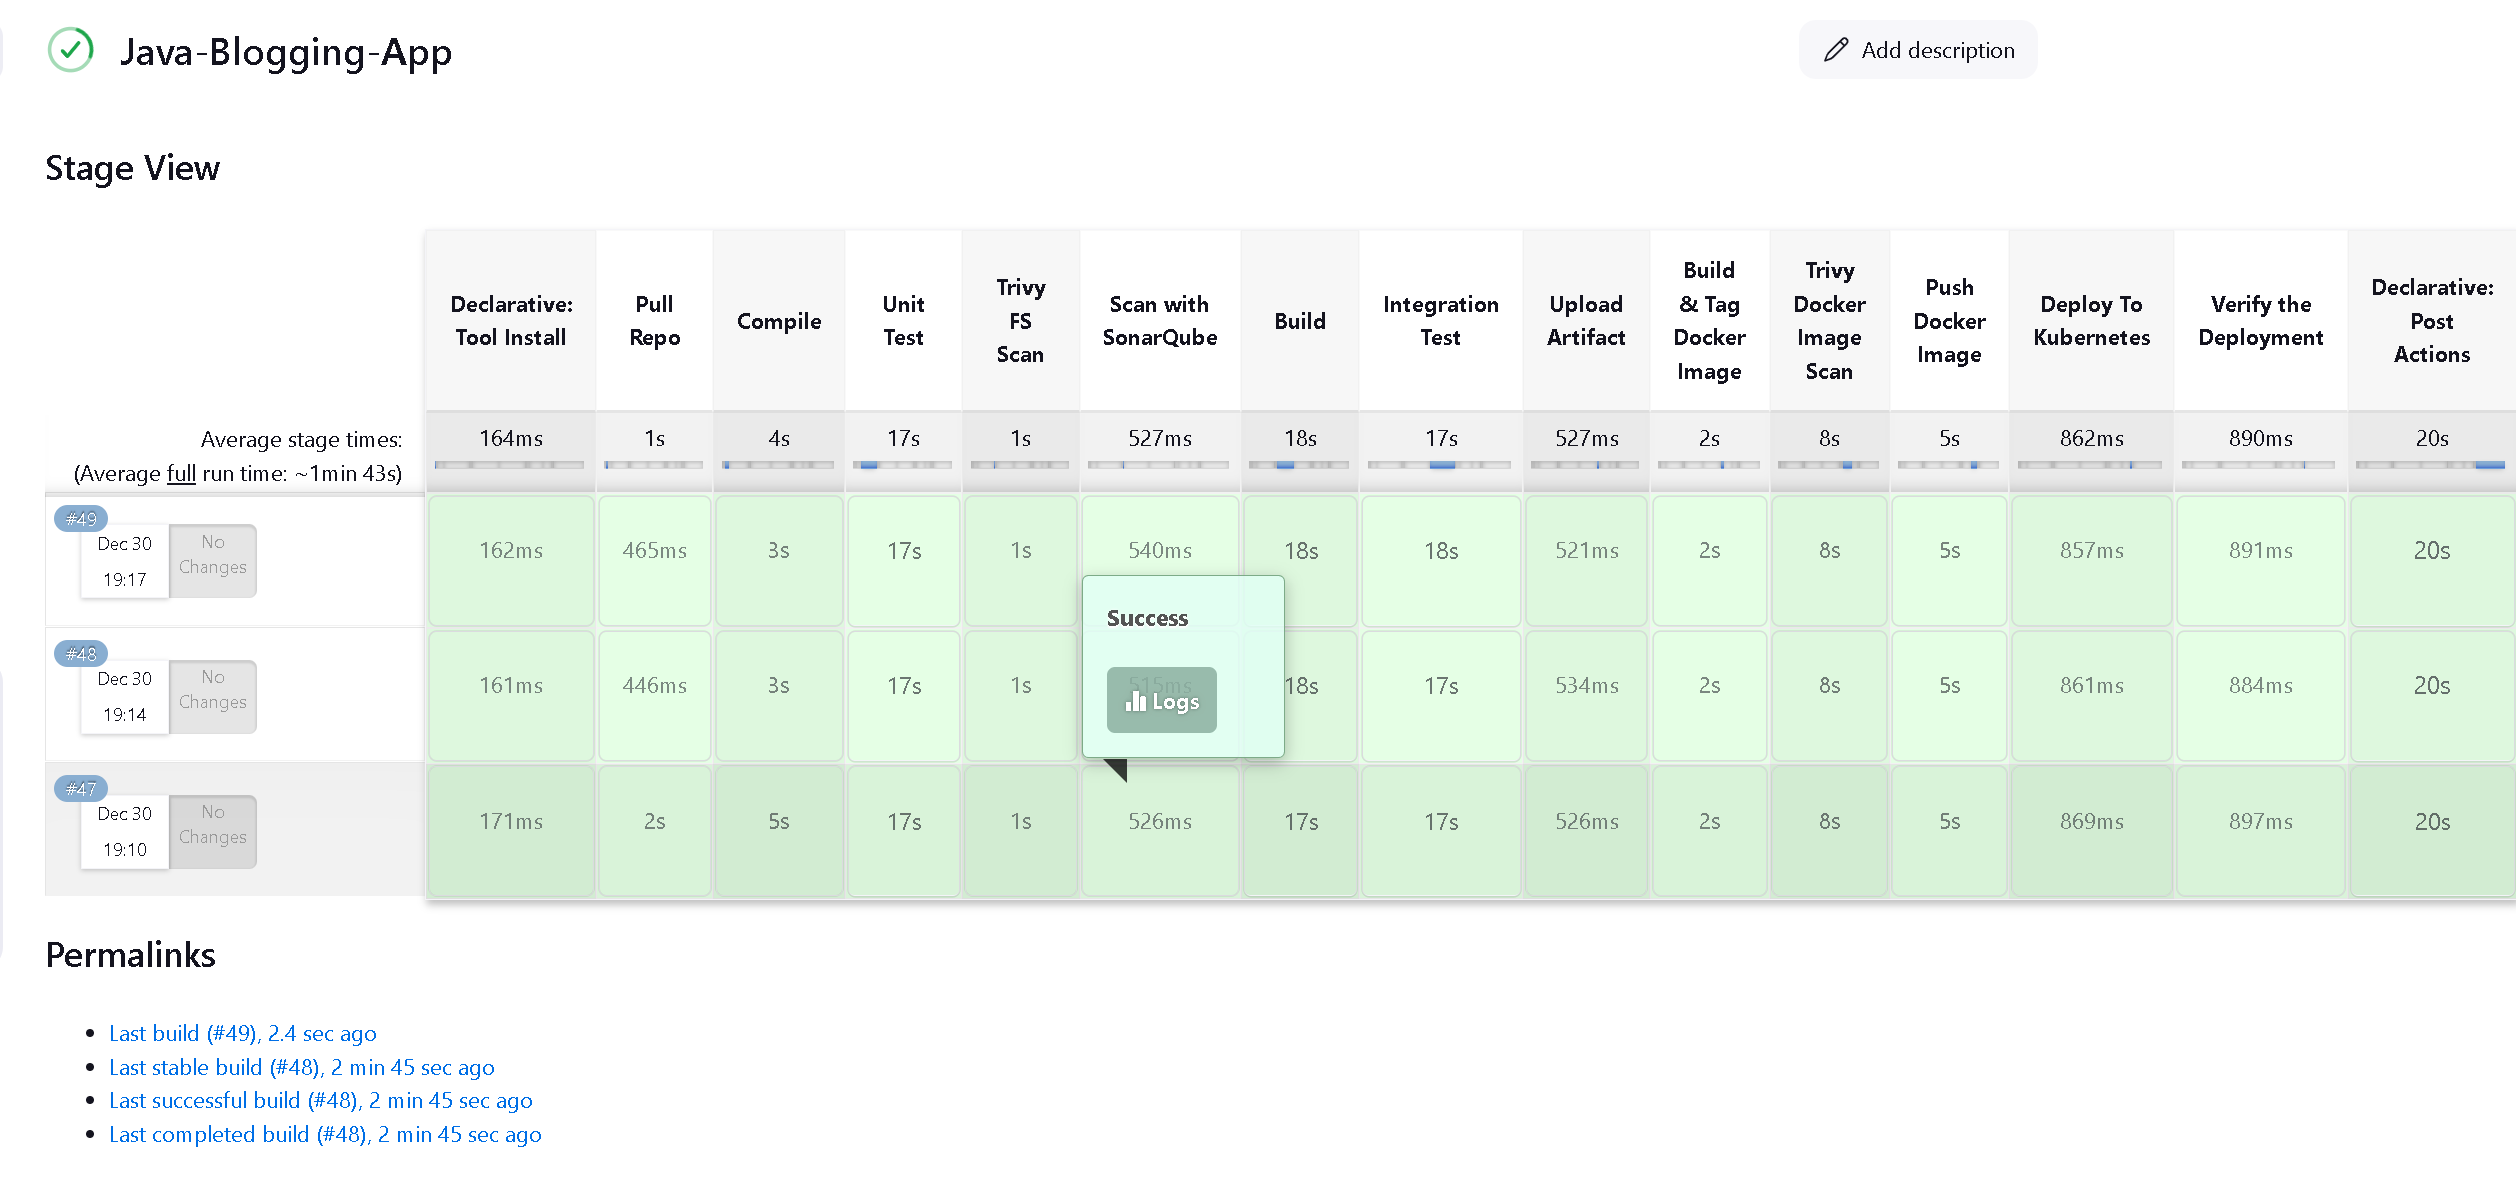 Java-Blogging-App
Add description
Stage View
Declarative: Tool Install
Pull Repo
Compile
Unit Test
Trivy FS Scan
Scan with SonarQube
Build
Integration Test
Upload Artifact
Build & Tag Docker Image
Trivy Docker Image Scan
Push Docker Image
Deploy To Kubernetes
Verify the Deployment
Declarative: Post Actions
Average stage times:
(Average full run time: ~1min 43s)
164ms 1s 4s 17s 1s 527ms 18s 17s 527ms 2s 8s 5s 862ms 890ms 20s
#49
Dec 30
19:17
No Changes
162ms 465ms 3s 17s 1s 540ms 18s 18s 521ms 2s 8s 5s 857ms 891ms 20s
Success
Logs
#48
Dec 30
19:14
No Changes
161ms 446ms 3s 17s 1s 515ms 18s 17s 534ms 2s 8s 5s 861ms 884ms 20s
#47
Dec 30
19:10
No Changes
171ms 2s 5s 17s 1s 526ms 17s 17s 526ms 2s 8s 5s 869ms 897ms 20s
Permalinks
Last build (#49), 2.4 sec ago
Last stable build (#48), 2 min 45 sec ago
Last successful build (#48), 2 min 45 sec ago
Last completed build (#48), 2 min 45 sec ago